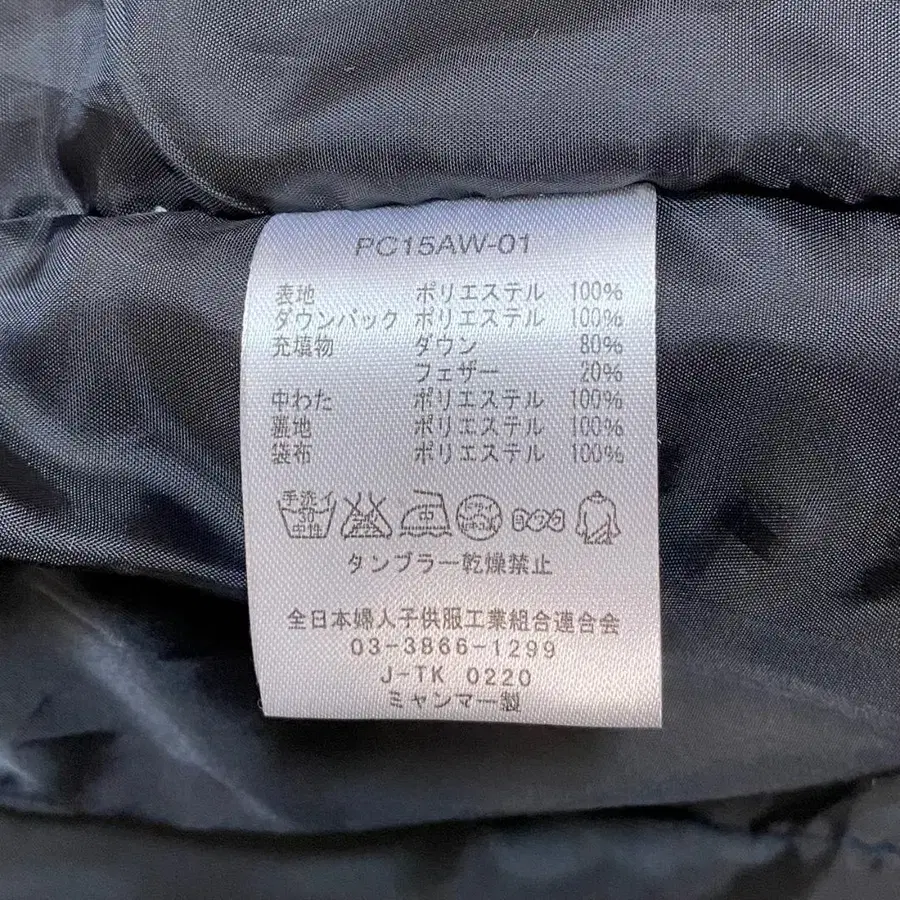 PC15AW-01
表地 ポリエステル 100%
ダウンパック ポリエステル 100%
充填物 ダウン 80%
フェザー 20%
中わた ポリエステル 100%
裏地 ポリエステル 100%
袋布 ポリエステル 100%
手洗イ 30 中性 中
タンブラー乾燥禁止
全日本婦人子供服工業組合連合会
03-3866-1299
J-TK 0220
ミャンマー製